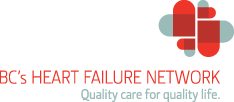 BC's HEART FAILURE NETWORK
Quality care for quality life.